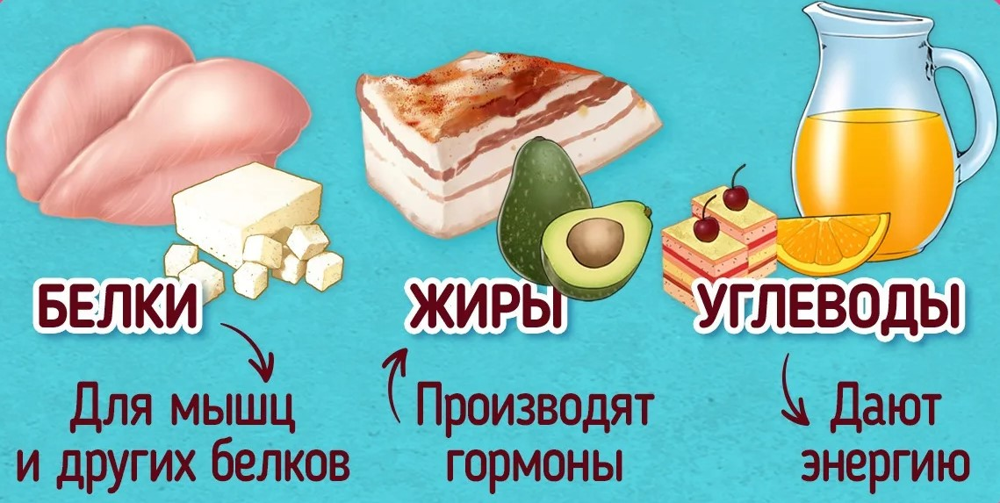 БЕЛКИ
Для мышц
и других белков
ЖИРЫ
Производят
гормоны
УГЛЕВОДЫ
Дают
энергию